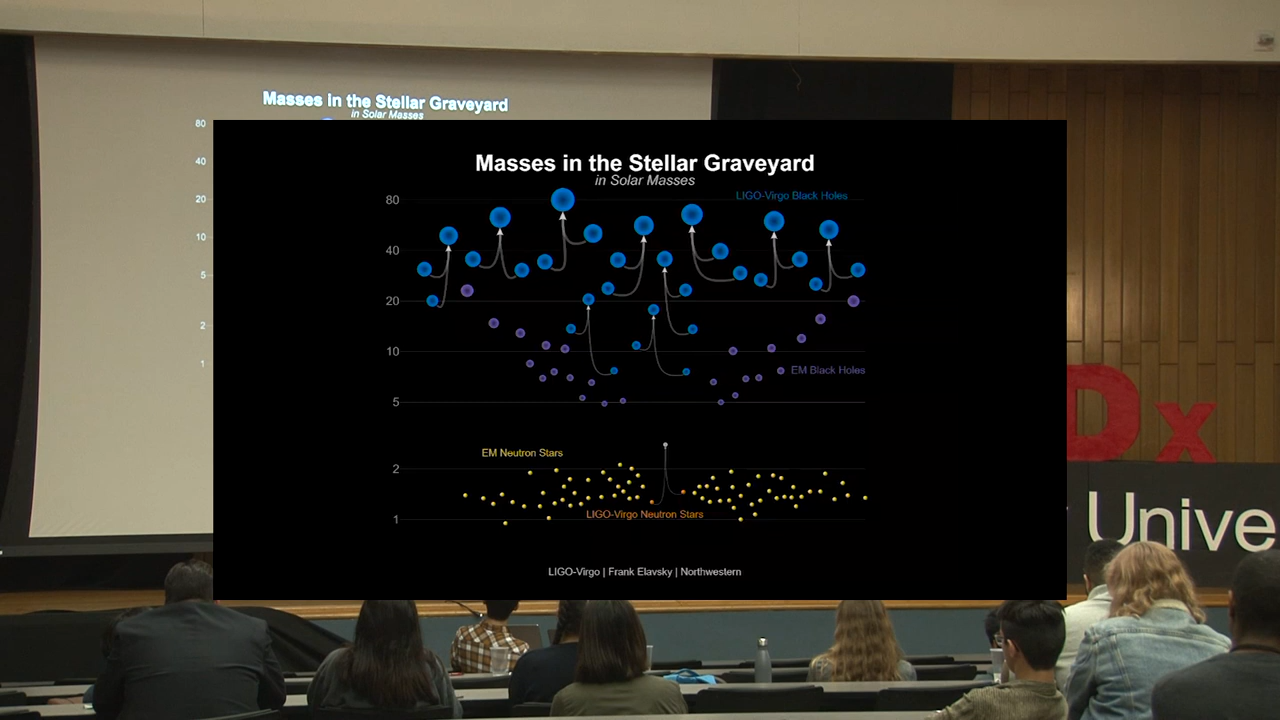 Masses in the Stellar Graveyard
in Solar Masses
80
40
20
10
5
2
1
Masses in the Stellar Graveyard
in Solar Masses
LIGO-Virgo Black Holes
80
40
20
10
EM Black Holes
5
EM Neutron Stars
2
LIGO-Virgo Neutron Stars
1
LIGO-Virgo | Frank Elavsky | Northwestern
Dx
Unive